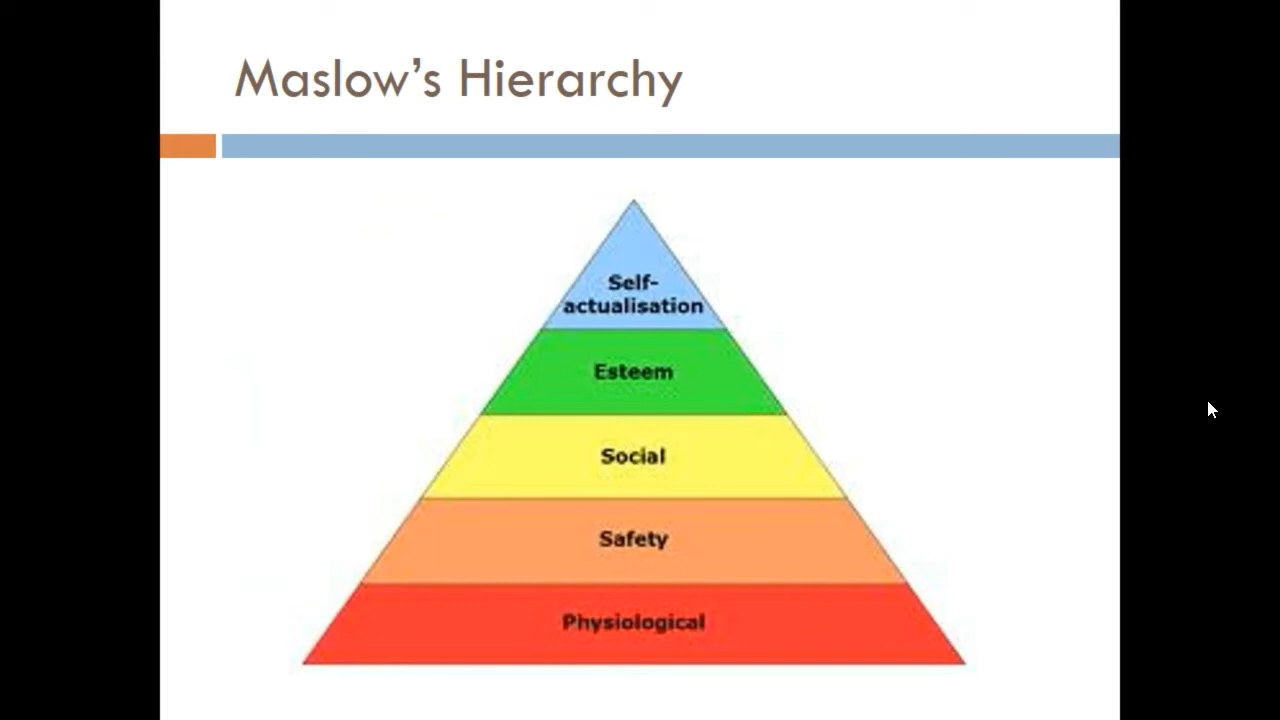 Maslow’s Hierarchy
Self-
actualisation
Esteem
Social
Safety
Physiological